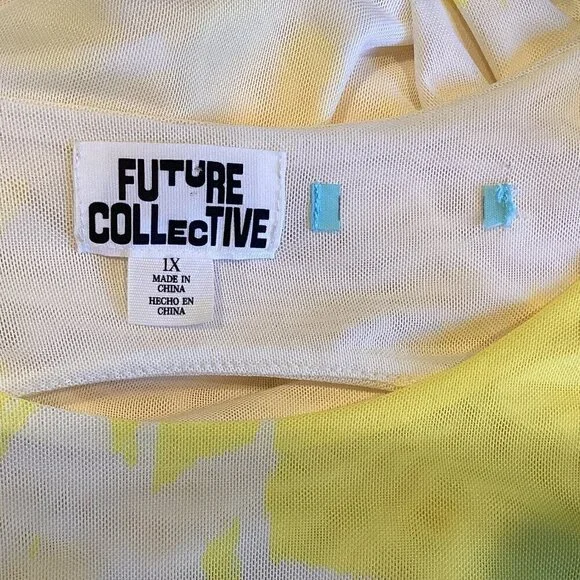 FUTURE
COLLECTIVE
1X
MADE IN
CHINA
HECHO EN
CHINA